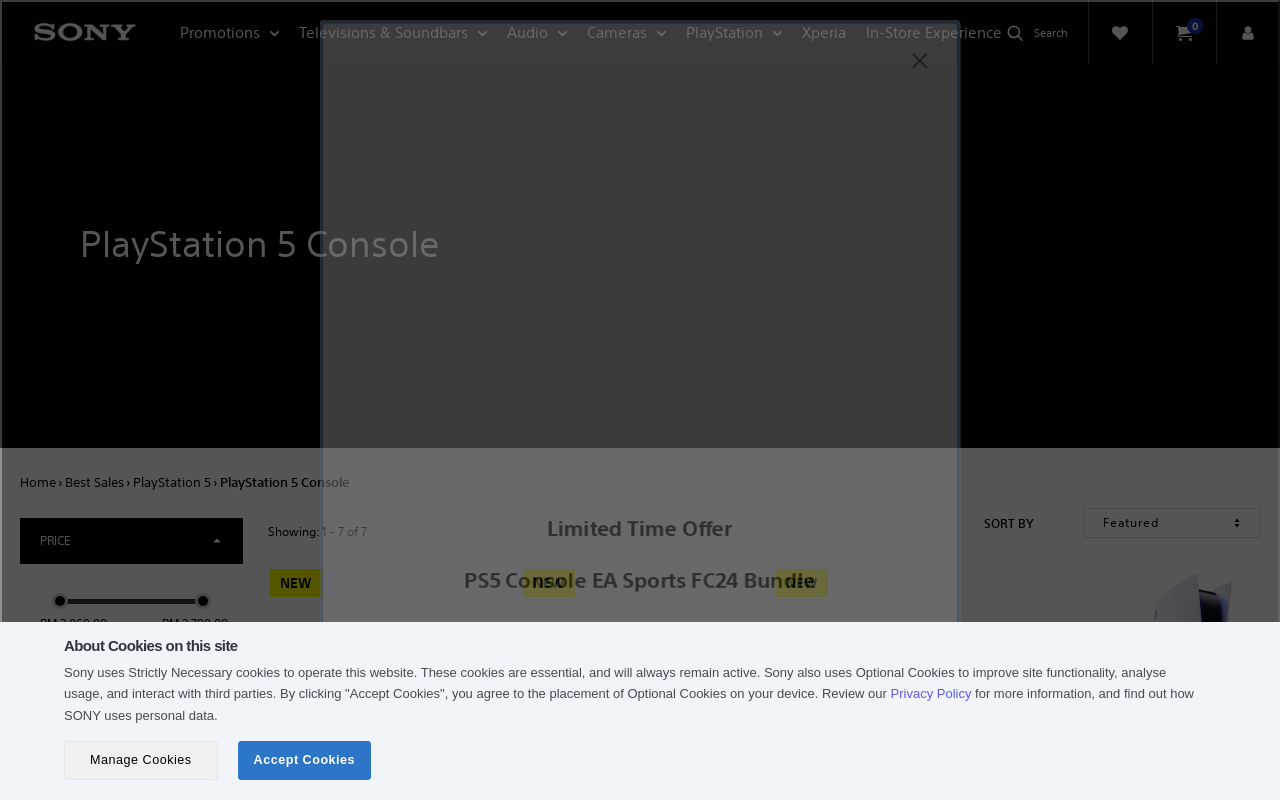 SONY
Promotions Televisions & Soundbars Audio Cameras PlayStation Xperia In-Store Experience Search 0
PlayStation 5 Console
Home › Best Sales › PlayStation 5 › PlayStation 5 Console
PRICE
Showing: 1 - 7 of 7
SORT BY Featured
Limited Time Offer
NEW NEW NEW
PS5 Console EA Sports FC24 Bundle
About Cookies on this site
Sony uses Strictly Necessary cookies to operate this website. These cookies are essential, and will always remain active. Sony also uses Optional Cookies to improve site functionality, analyse
usage, and interact with third parties. By clicking "Accept Cookies", you agree to the placement of Optional Cookies on your device. Review our Privacy Policy for more information, and find out how
SONY uses personal data.
Manage Cookies Accept Cookies